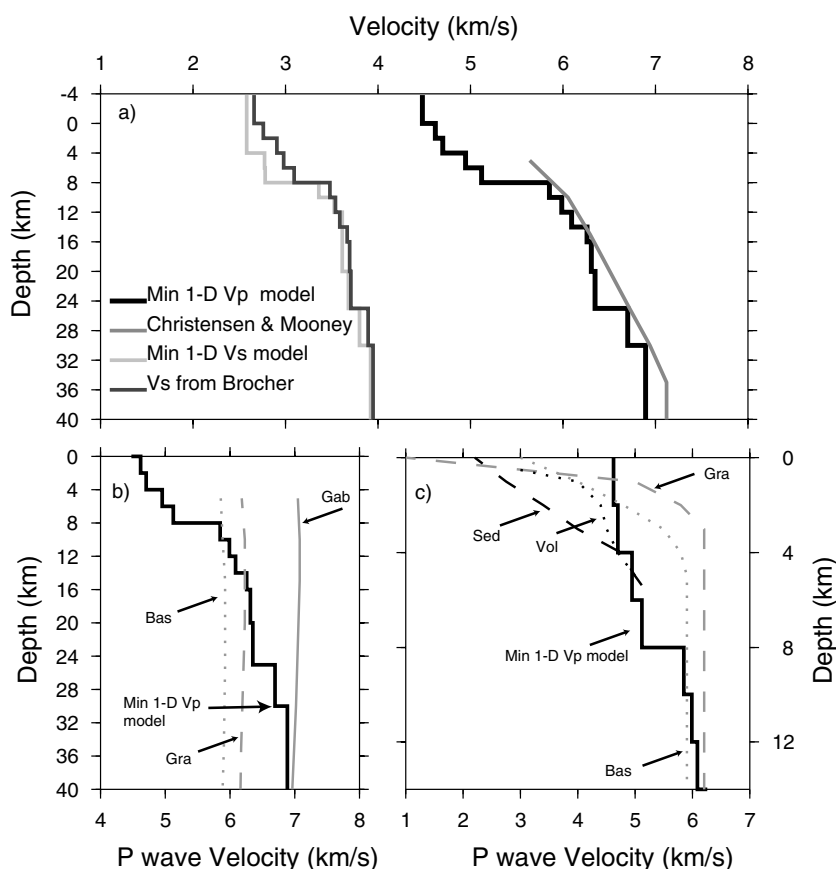 Velocity (km/s)
1 2 3 4 5 6 7 8
-4
0
4
8
12
16
20
24
28
32
36
40
Depth (km)
a)
Min 1-D Vp model
Christensen & Mooney
Min 1-D Vs model
Vs from Brocher
0
4
8
12
16
20
25
28
32
36
40
Depth (km)
b)
Gab
Bas
Min 1-D Vp
model
Gra
4 5 6 7 8
P wave Velocity (km/s)
c)
Gra
Sed
Vol
Min 1-D Vp model
Bas
0
4
8
12
Depth (km)
1 2 3 4 5 6 7
P wave Velocity (km/s)